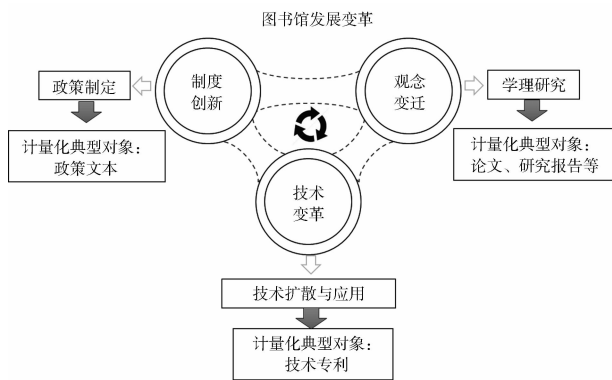 图书馆发展变革
制度
创新
观念
变迁
政策制定
学理研究
计量化典型对象：
政策文本
计量化典型对象：
论文、研究报告等
技术
变革
技术扩散与应用
计量化典型对象：
技术专利